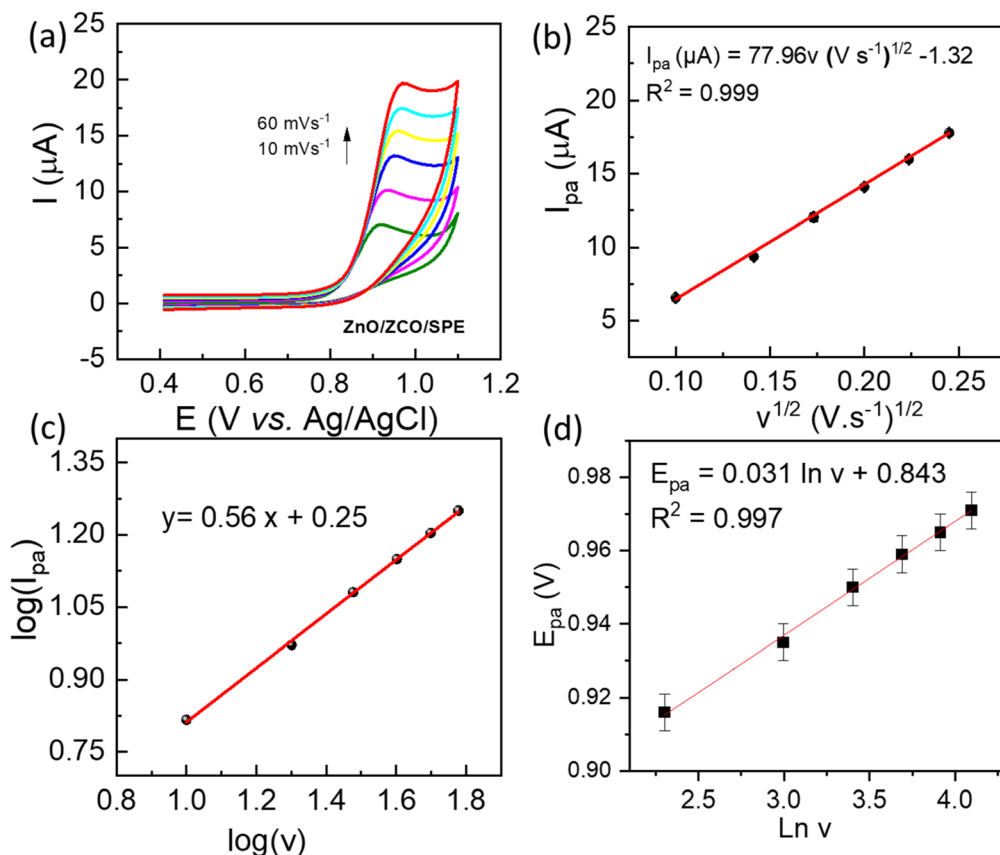 (a)
25
20
15
10
5
0
-5
I (μA)
60 mVs-1
10 mVs-1
ZnO/ZCO/SPE
0.4 0.6 0.8 1.0 1.2
E (V vs. Ag/AgCl)
(b)
Ipa (μA) = 77.96v (V s-1)1/2 -1.32
R2 = 0.999
25
20
15
10
5
Ipa (μA)
0.10 0.15 0.20 0.25
v1/2 (V.s-1)1/2
(c)
1.35
1.20
1.05
0.90
0.75
log(Ipa)
y= 0.56 x + 0.25
0.8 1.0 1.2 1.4 1.6 1.8
log(v)
(d)
Epa = 0.031 ln v + 0.843
R2 = 0.997
0.98
0.96
0.94
0.92
0.90
Epa (V)
2.5 3.0 3.5 4.0
Ln v